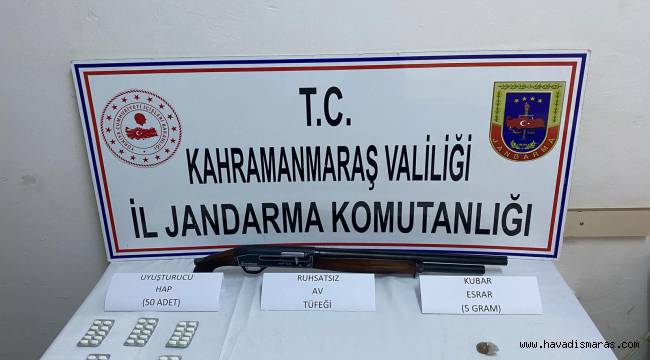 T.C.
KAHRAMANMARAŞ VALİLİĞİ
İL JANDARMA KOMUTANLIĞI
JANDARMA
UYUŞTURUCU
HAP
(50 ADET)
RUHSATSIZ
AV
TÜFEĞİ
KUBAR
ESRAR
(5 GRAM)
www.havadismaras.com